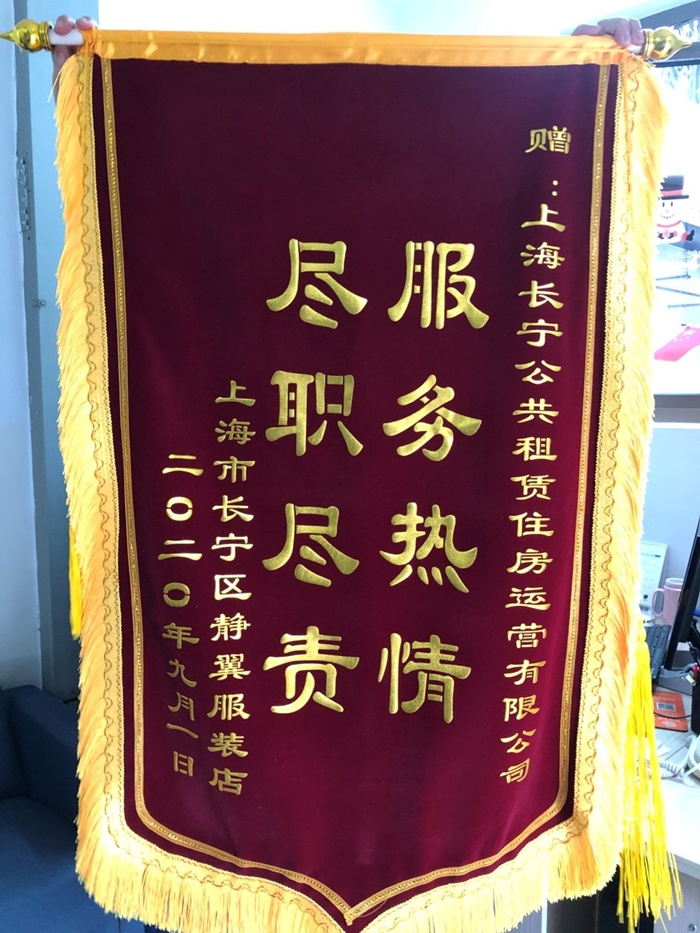 赠:上海长宁公共租赁住房运营有限公司
服务热情
尽职尽责
上海市长宁区静翼服装店
二〇二〇年九月一日